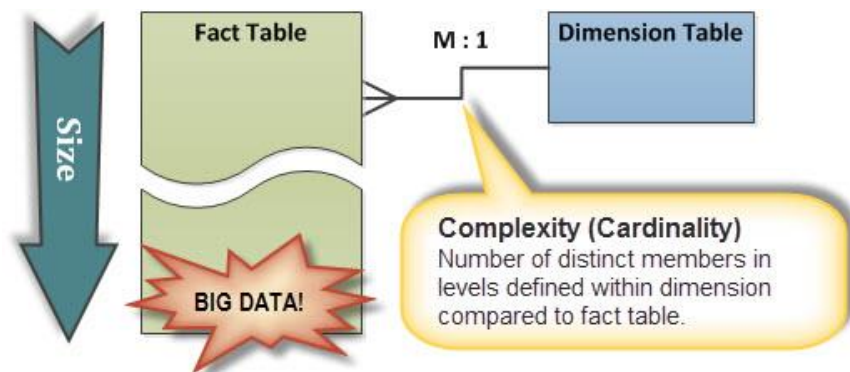 Fact Table
M : 1
Dimension Table
Size
Complexity (Cardinality)
Number of distinct members in
levels defined within dimension
compared to fact table.
BIG DATA!